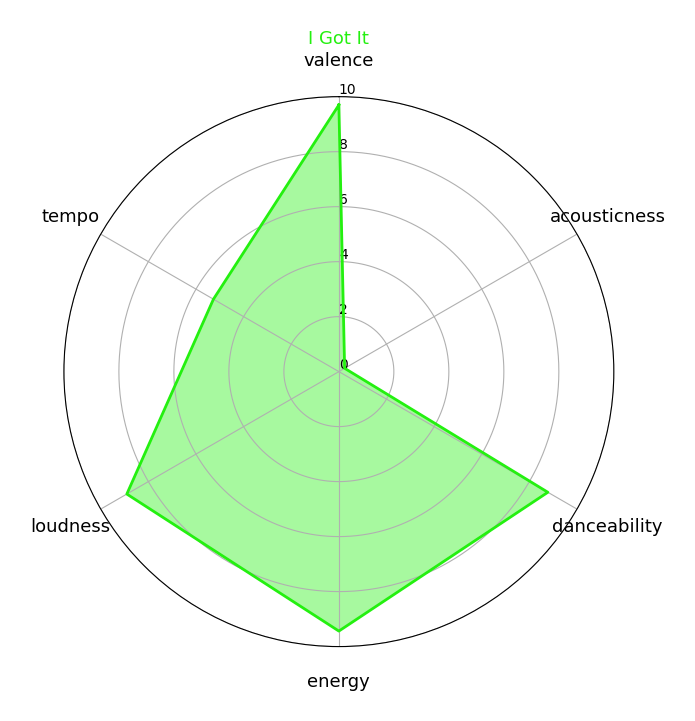 I Got It
valence
10
8
tempo
6
acousticness
4
2
0
loudness
danceability
energy